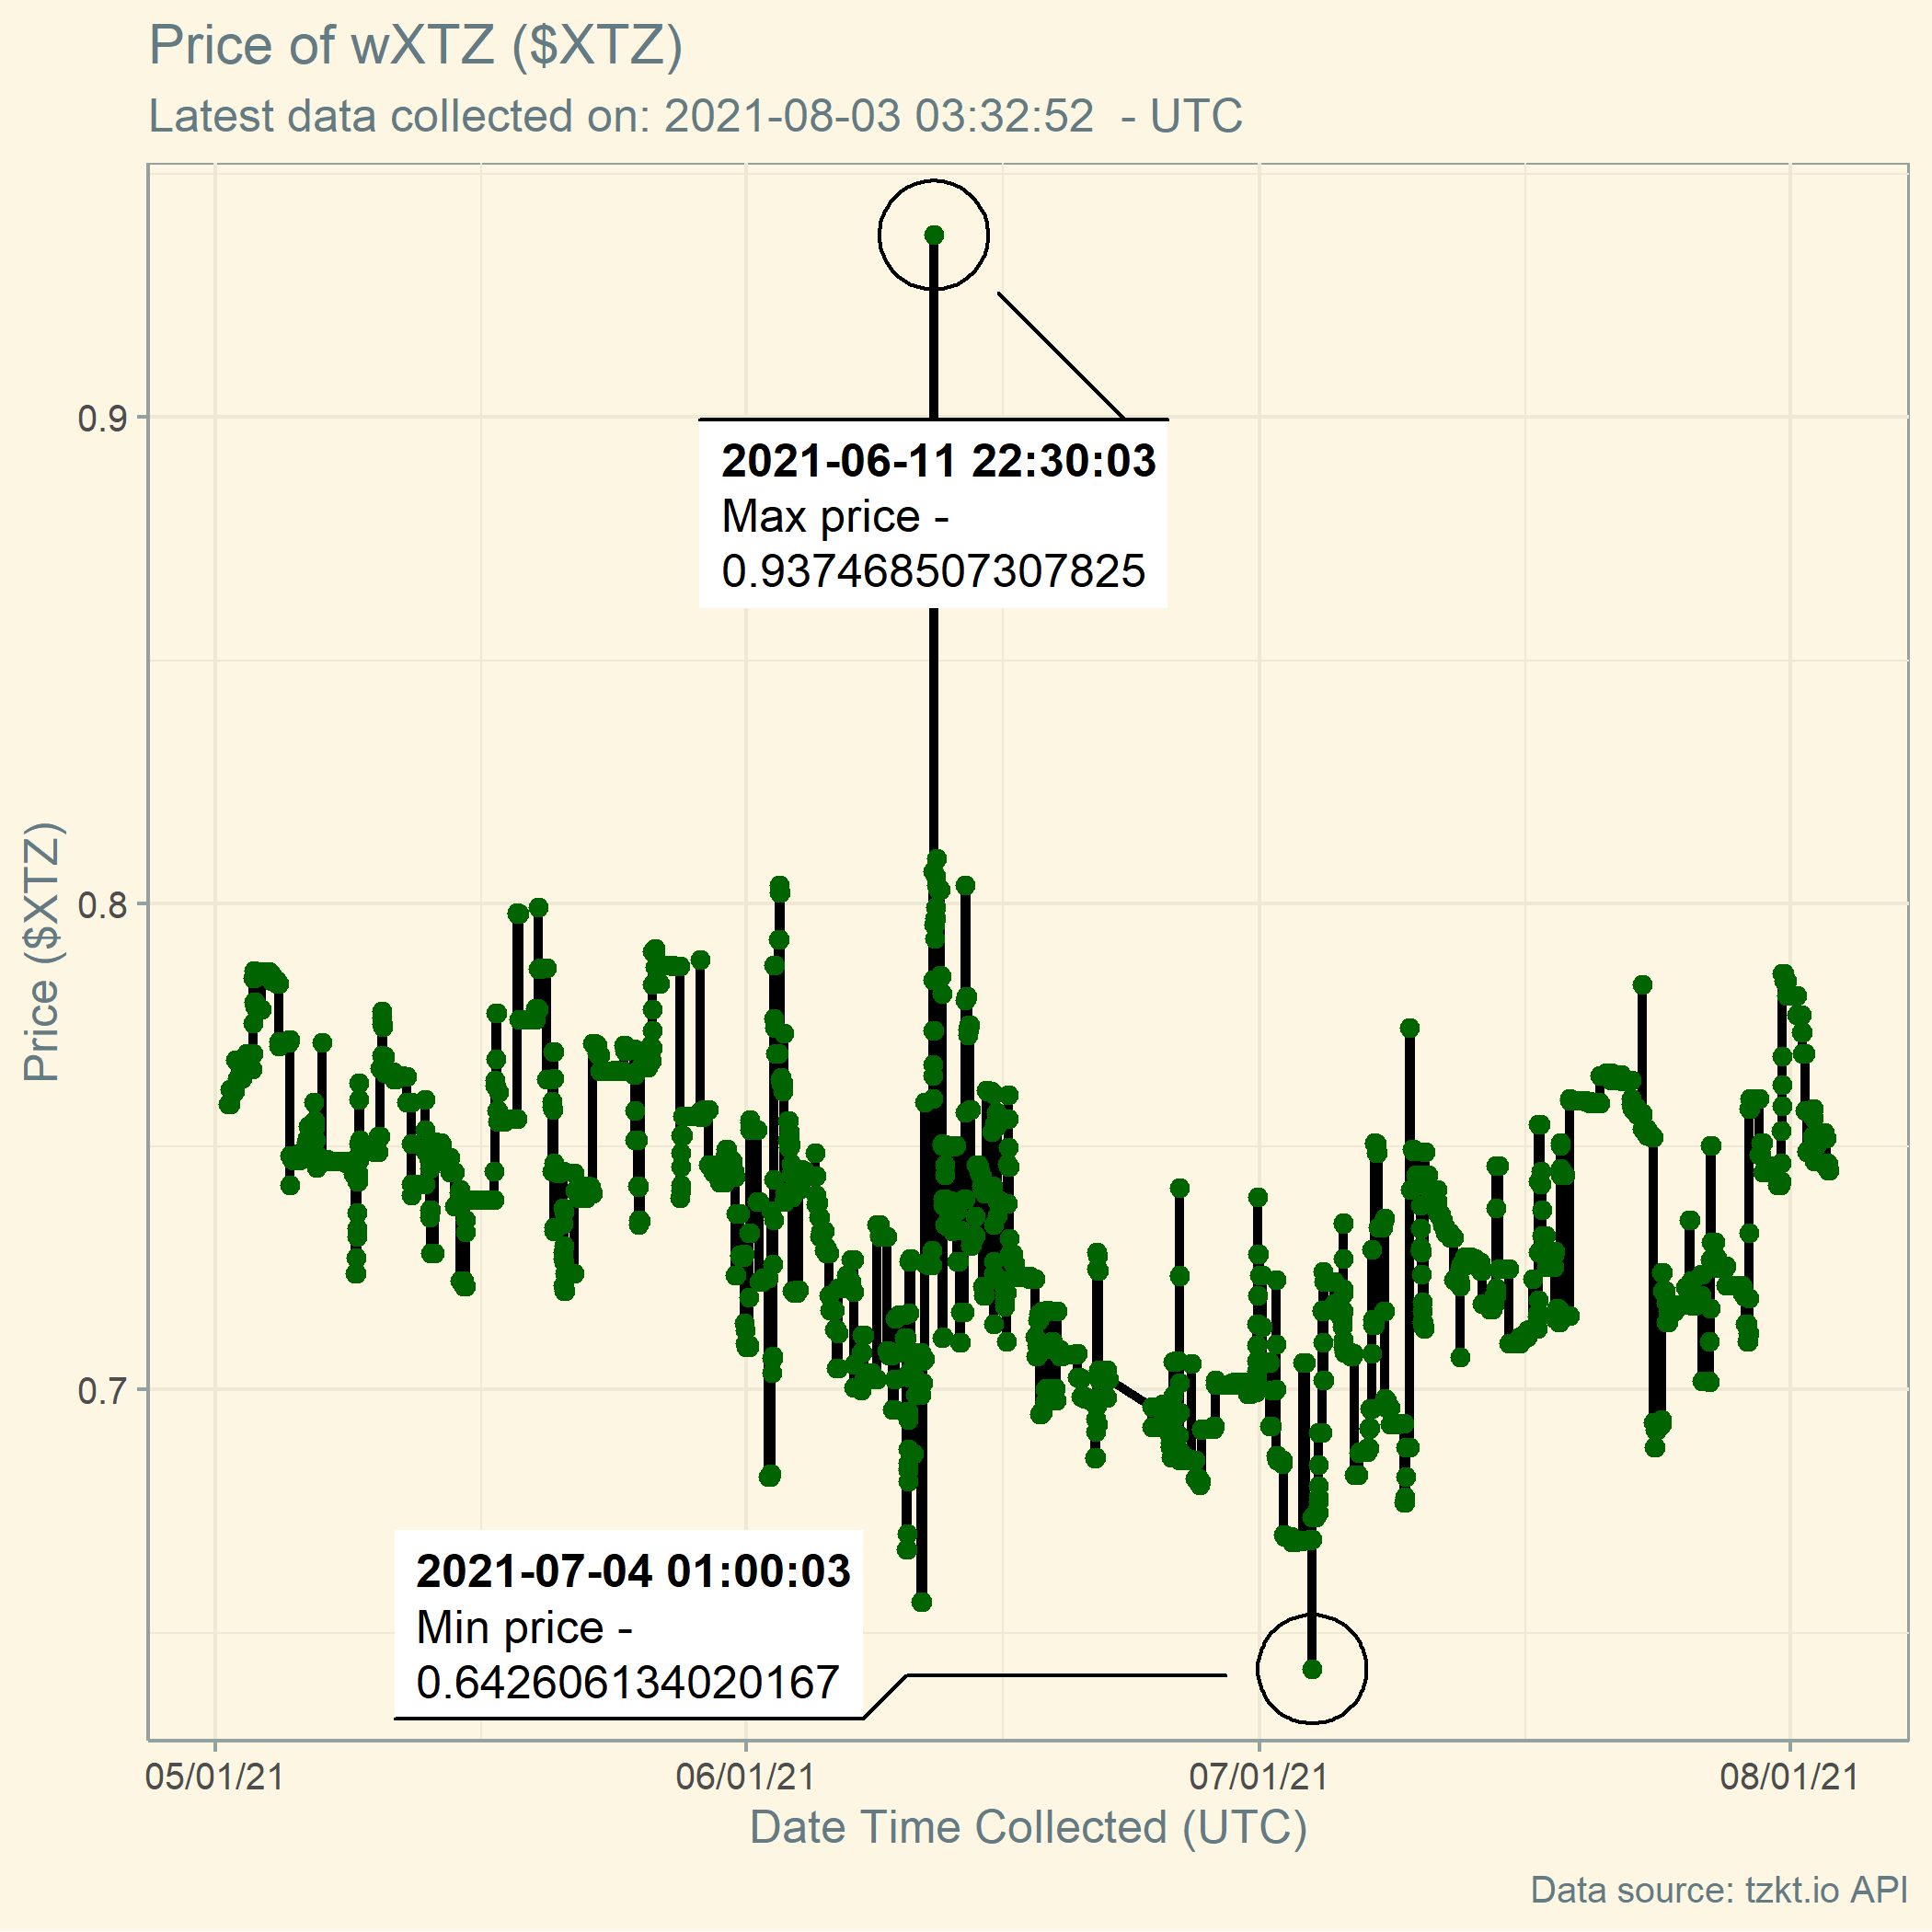 Price of wXTZ ($XTZ)
Latest data collected on: 2021-08-03 03:32:52  - UTC
Price ($XTZ)
0.9
0.8
0.7
2021-06-11 22:30:03
Max price -
0.937468507307825
2021-07-04 01:00:03
Min price -
0.642606134020167
05/01/21
06/01/21
07/01/21
08/01/21
Date Time Collected (UTC)
Data source: tzkt.io API